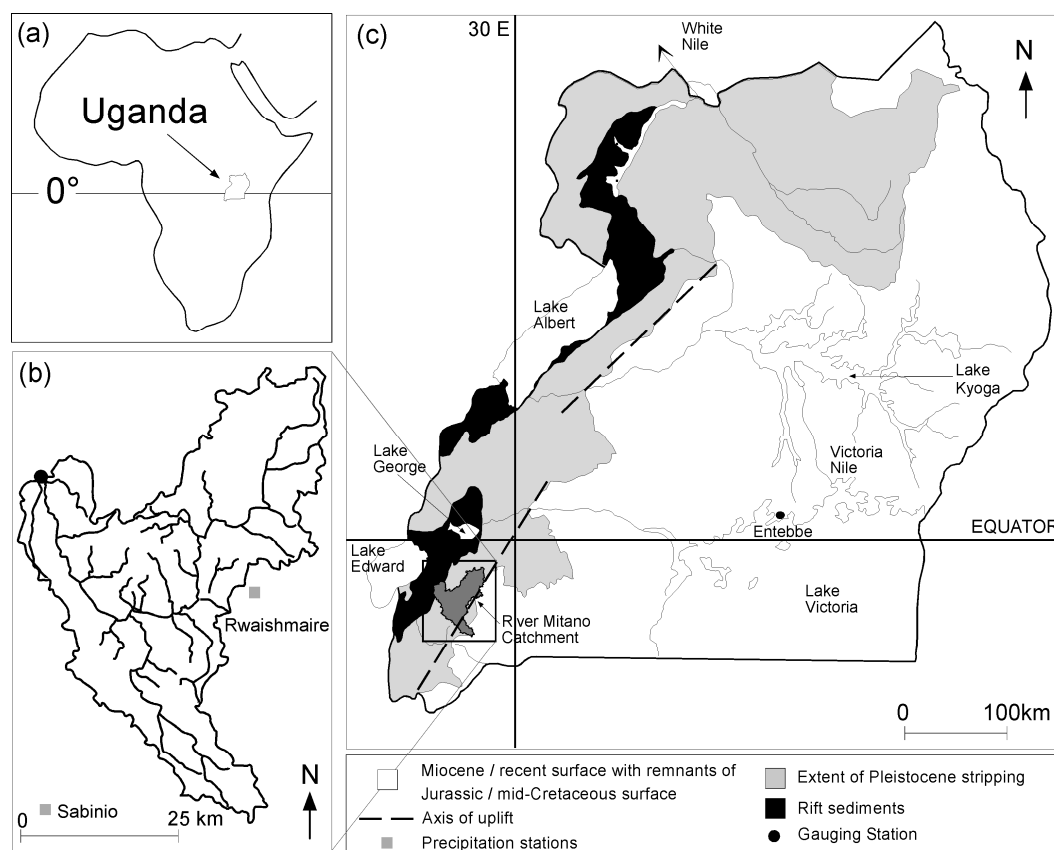 (a)
Uganda
0°
(b)
Rwaishmaire
Sabinio
0
25 km
N
(c)
30 E
White
Nile
N
Lake
Albert
Lake
Kyoga
Lake
George
Victoria
Nile
Entebbe
EQUATOR
Lake
Edward
Lake
Victoria
River Mitano
Catchment
0
100km
Miocene / recent surface with remnants of
Jurassic / mid-Cretaceous surface
Axis of uplift
Precipitation stations
Extent of Pleistocene stripping
Rift sediments
Gauging Station